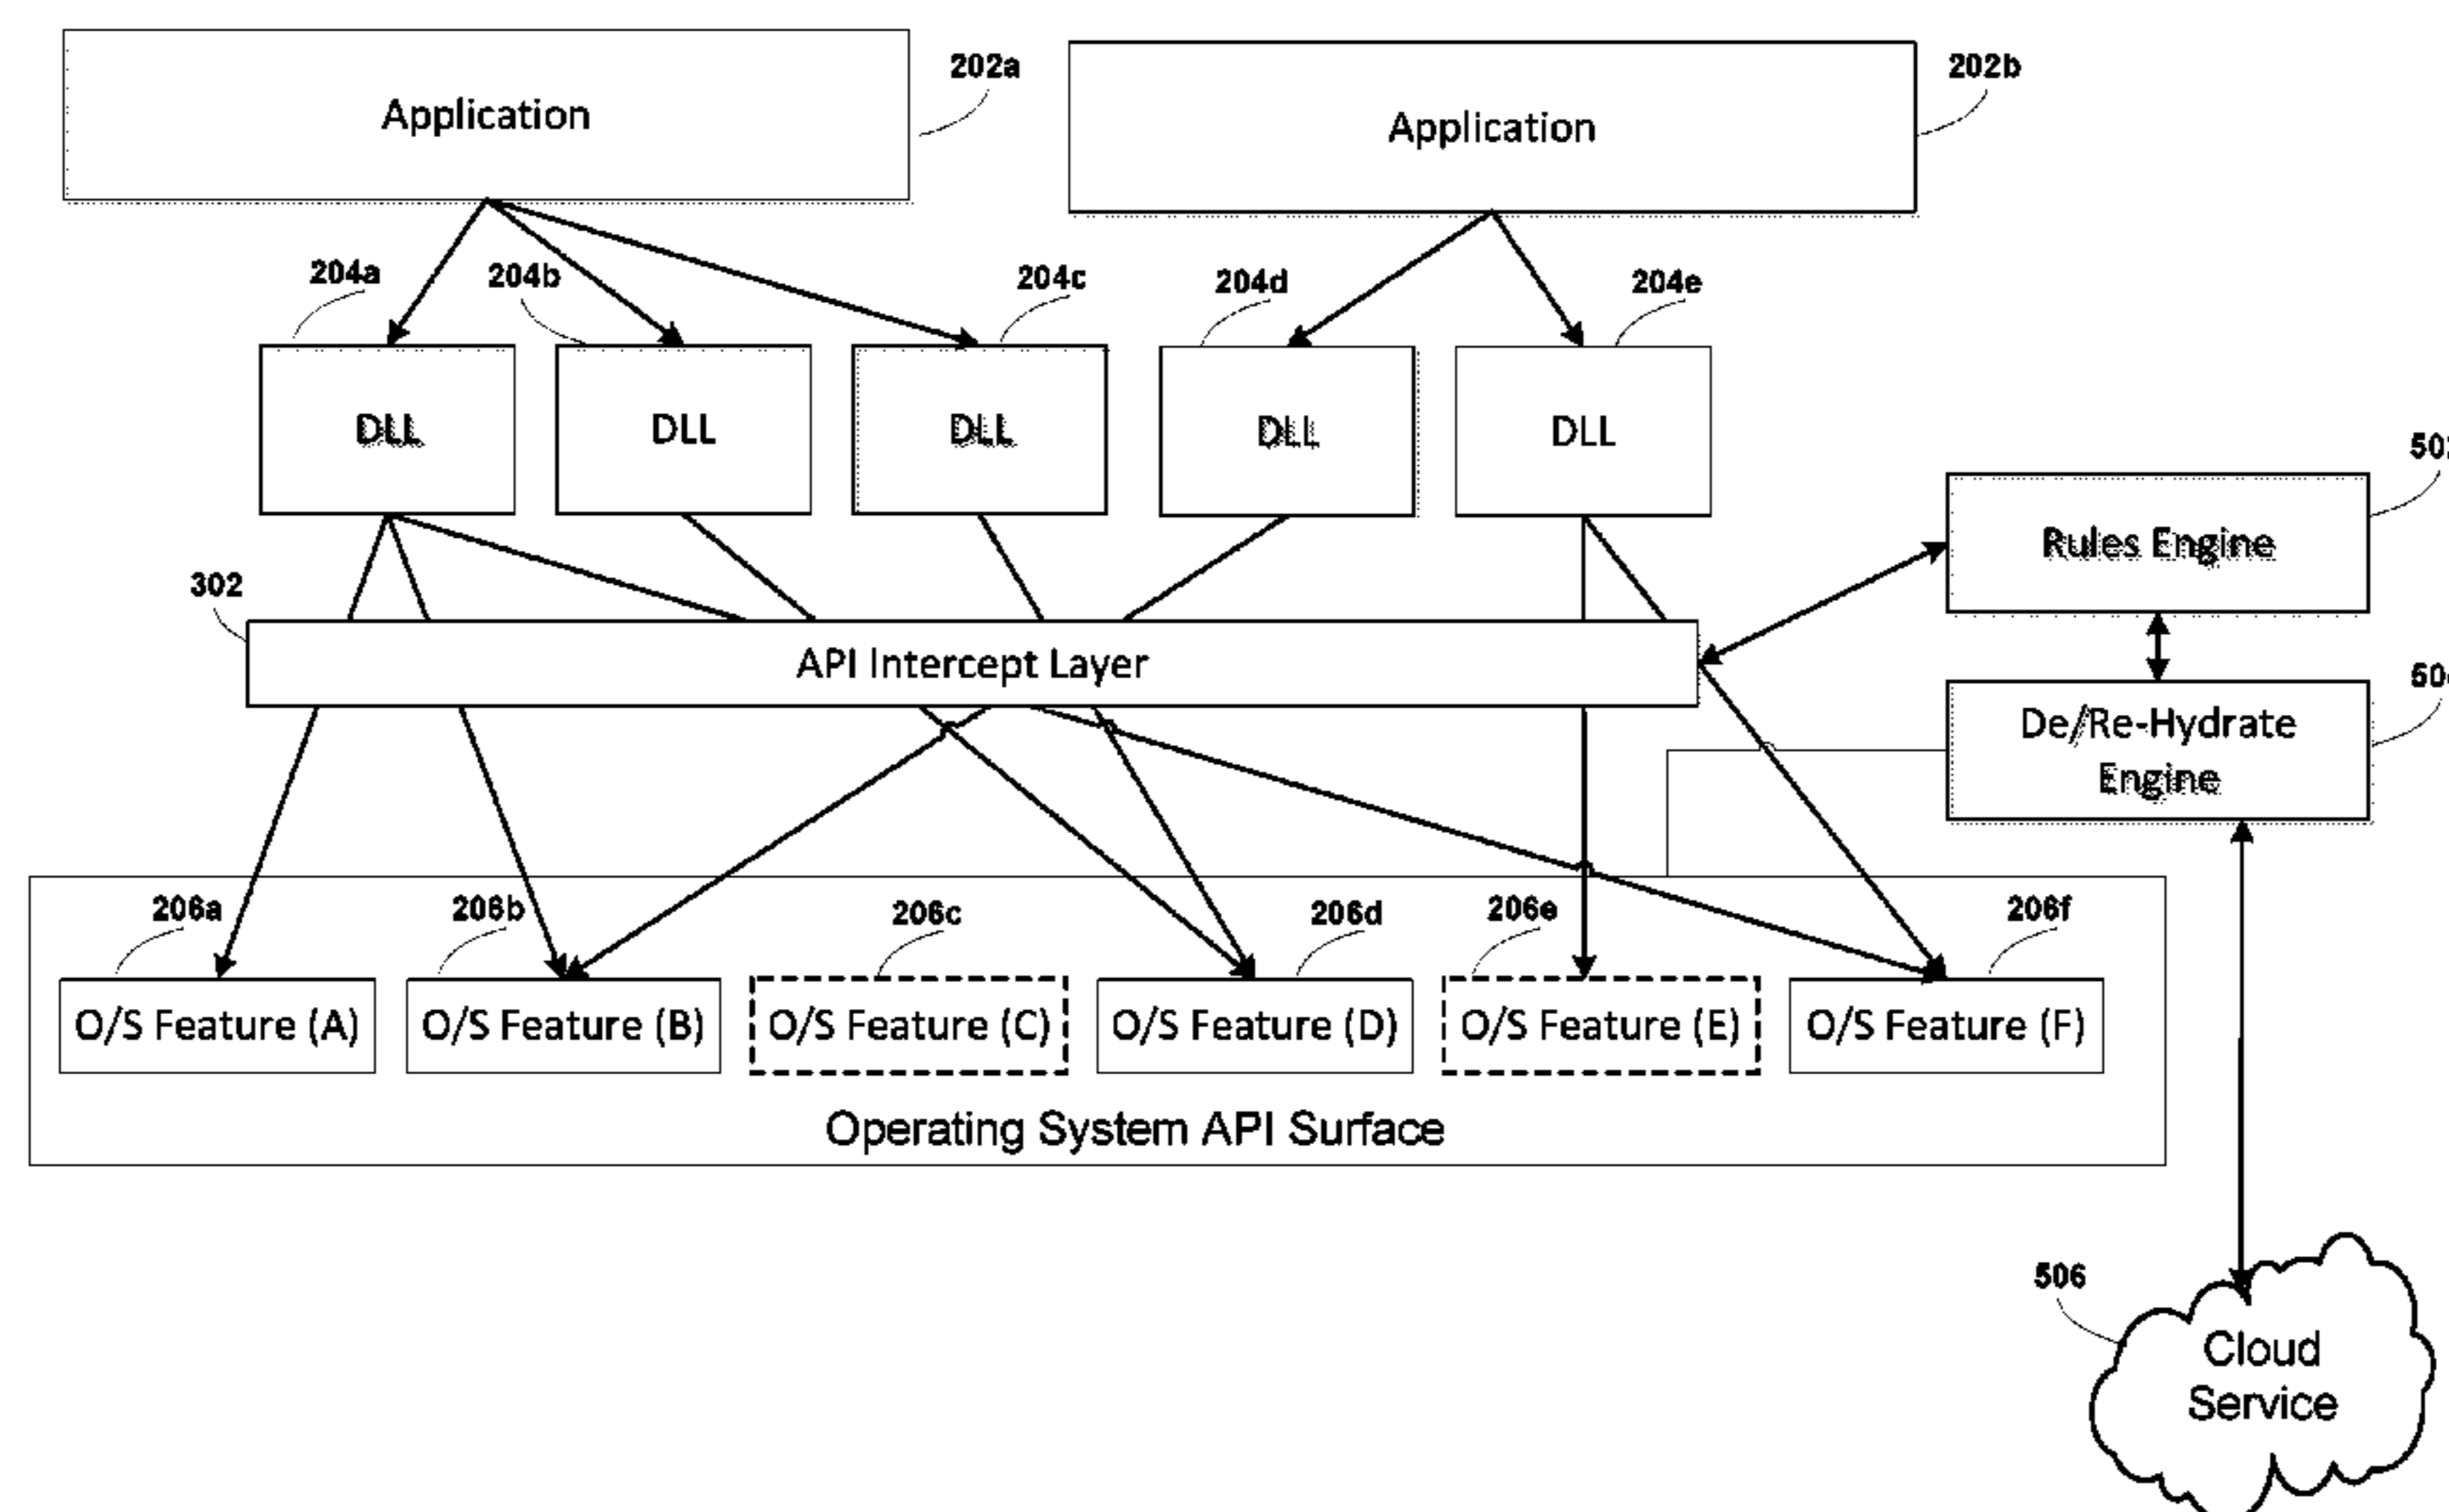 202a
202b
Application
Application
204a
204b
204c
204d
204e
DLL
DLL
DLL
DLL
DLL
Rules Engine
302
API Intercept Layer
De/Re-Hydrate
Engine
206a
206b
206c
206d
206e
206f
O/S Feature (A)
O/S Feature (B)
O/S Feature (C)
O/S Feature (D)
O/S Feature (E)
O/S Feature (F)
Operating System API Surface
506
Cloud
Service